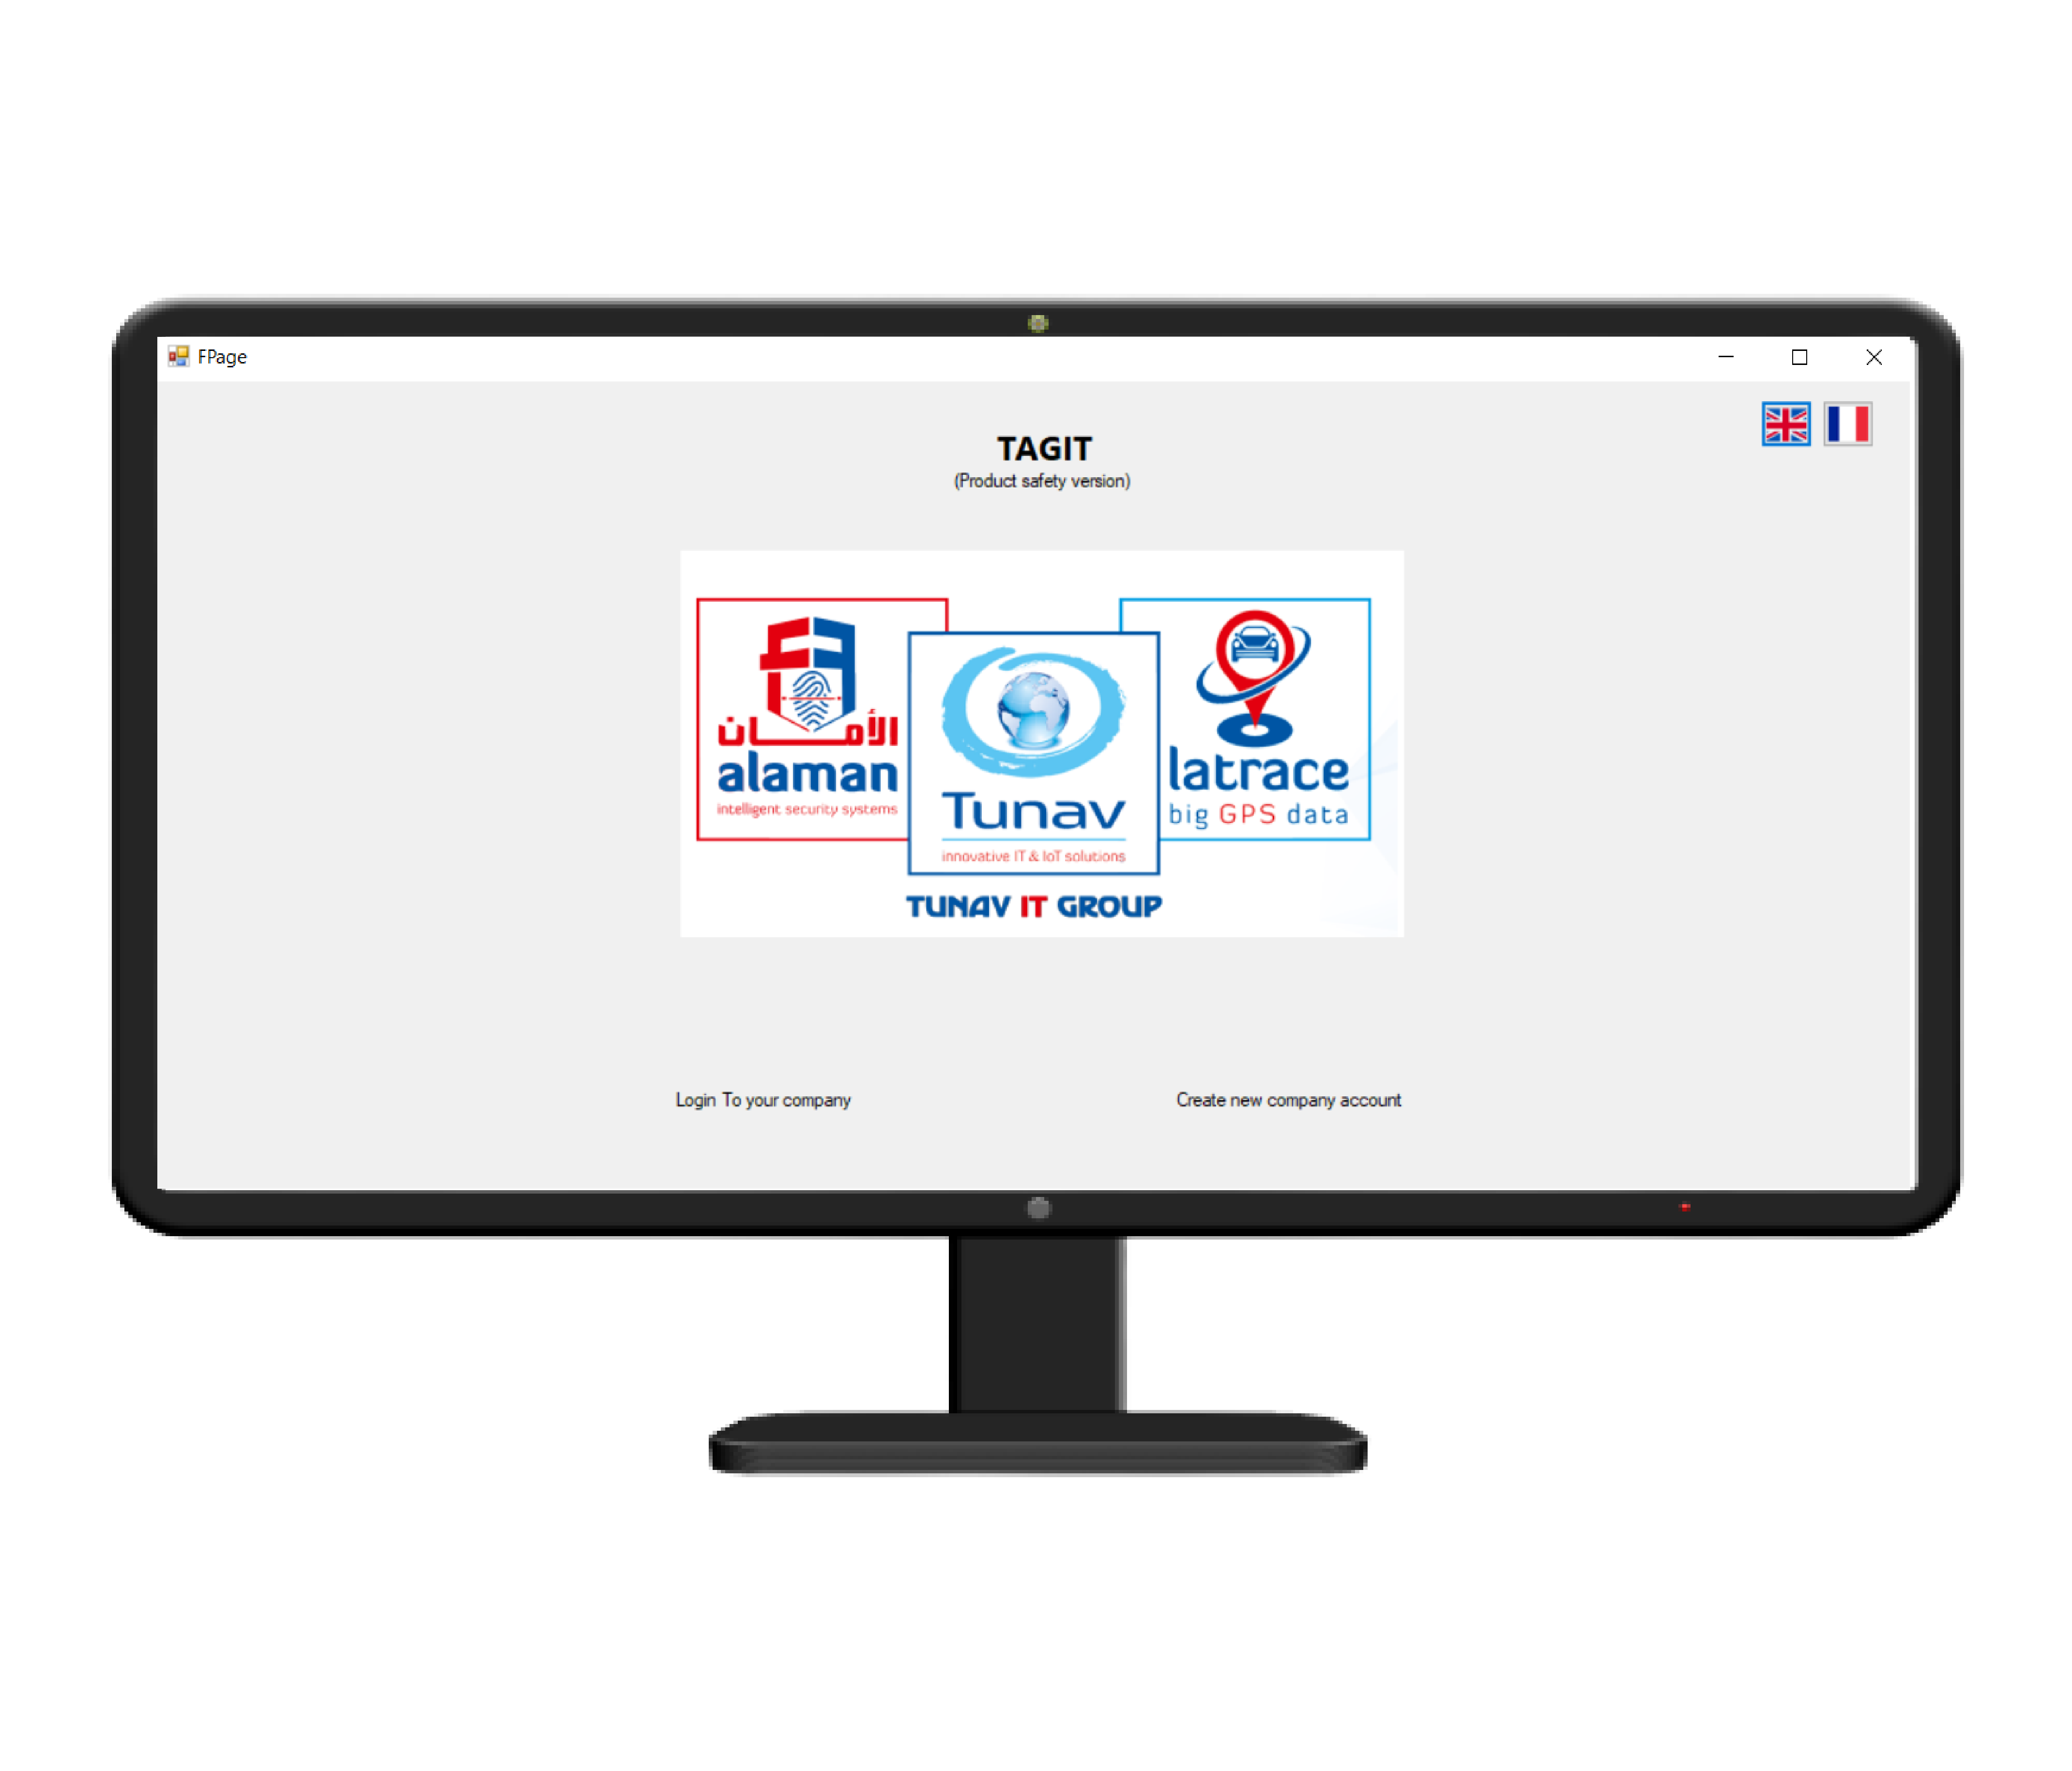 FPage
TAGIT
(Product safety version)
الأمان
alaman
intelligent security systems
Tunav
innovative IT & IoT solutions
latrace
big GPS data
TUNAV IT GROUP
Login To your company
Create new company account